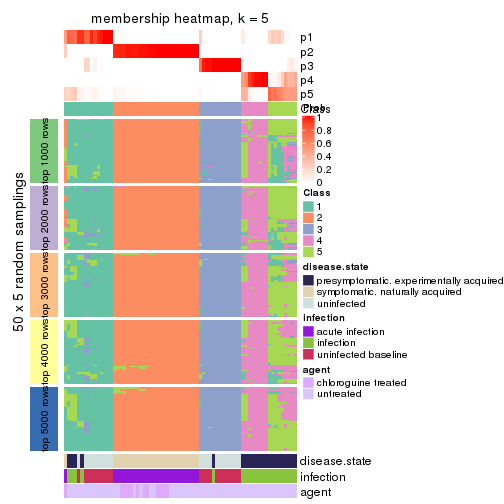 membership heatmap, k = 5
p1
p2
p3
p4
p5
Class
Prob
1
0.8
0.6
0.4
0.2
0
Class
1
2
3
4
5
disease.state
presymptomatic, experimentally acquired
symptomatic, naturally acquired
uninfected
infection
acute infection
infection
uninfected baseline
agent
chloroquine treated
untreated
50 x 5 random samplings
top 1000 rows
top 2000 rows
top 3000 rows
top 4000 rows
top 5000 rows
disease.state
infection
agent